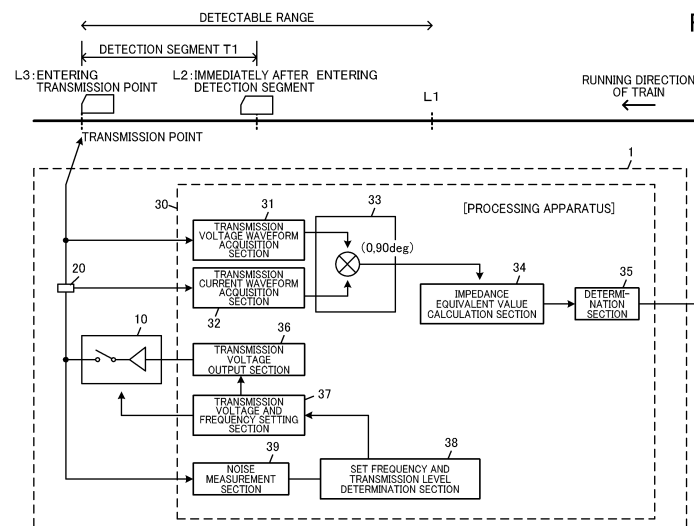 DETECTABLE RANGE
F
DETECTION SEGMENT T1
L3:ENTERING
TRANSMISSION POINT
L2:IMMEDIATELY AFTER ENTERING
DETECTION SEGMENT
L1
RUNNING DIRECTION
OF TRAIN
TRANSMISSION POINT
1
30
31
33
[PROCESSING APPARATUS]
TRANSMISSION
VOLTAGE WAVEFORM
ACQUISITION
SECTION
(0,90deg)
20
34
35
TRANSMISSION
CURRENT WAVEFORM
ACQUISITION
SECTION
32
IMPEDANCE
EQUIVALENT VALUE
CALCULATION SECTION
DETERMI-
NATION
SECTION
10
36
TRANSMISSION
VOLTAGE
OUTPUT SECTION
37
TRANSMISSION
VOLTAGE AND
FREQUENCY SETTING
SECTION
38
39
NOISE
MEASUREMENT
SECTION
SET FREQUENCY AND
TRANSMISSION LEVEL
DETERMINATION SECTION